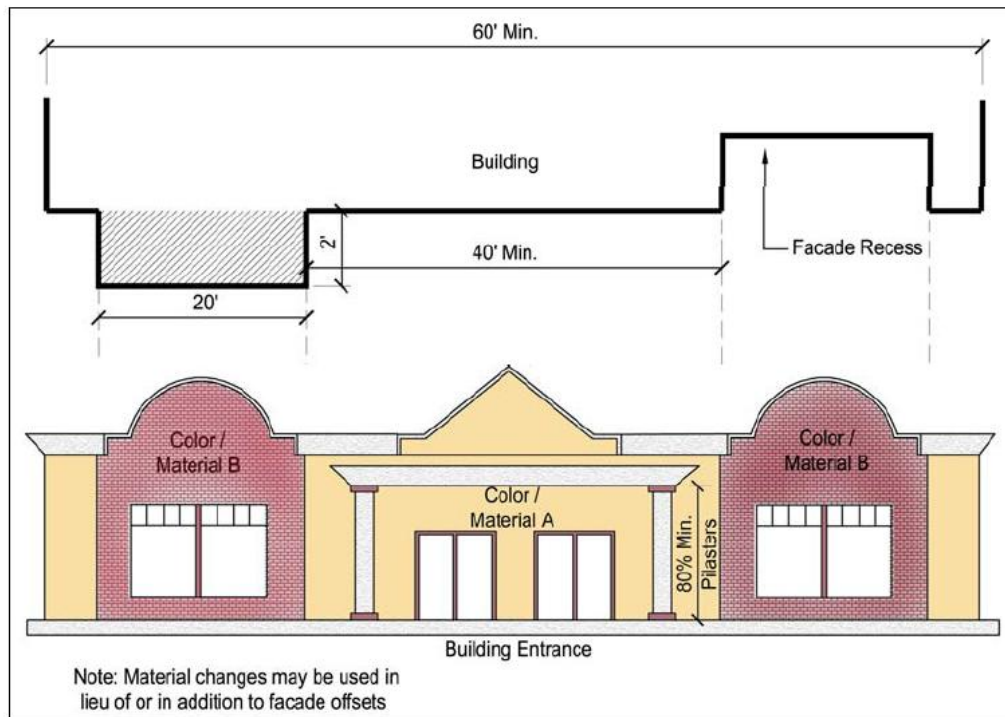 60' Min.
Building
2'
Facade Recess
40' Min.
20'
Color /
Material B
Color /
Material A
80% Min.
Pilasters
Color /
Material B
Building Entrance
Note: Material changes may be used in
lieu of or in addition to facade offsets